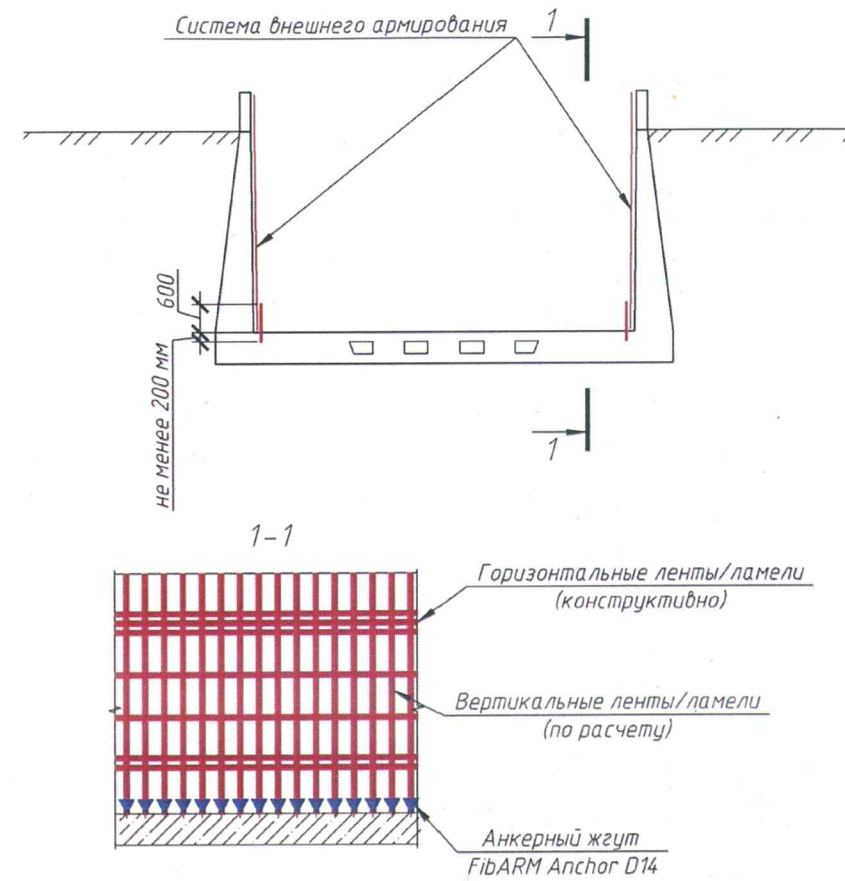 Система внешнего армирования
1
600
не менее 200 мм
1
1-1
Горизонтальные ленты/ламели
(конструктивно)
Вертикальные ленты/ламели
(по расчету)
Анкерный жгут
FibARM Anchor D14